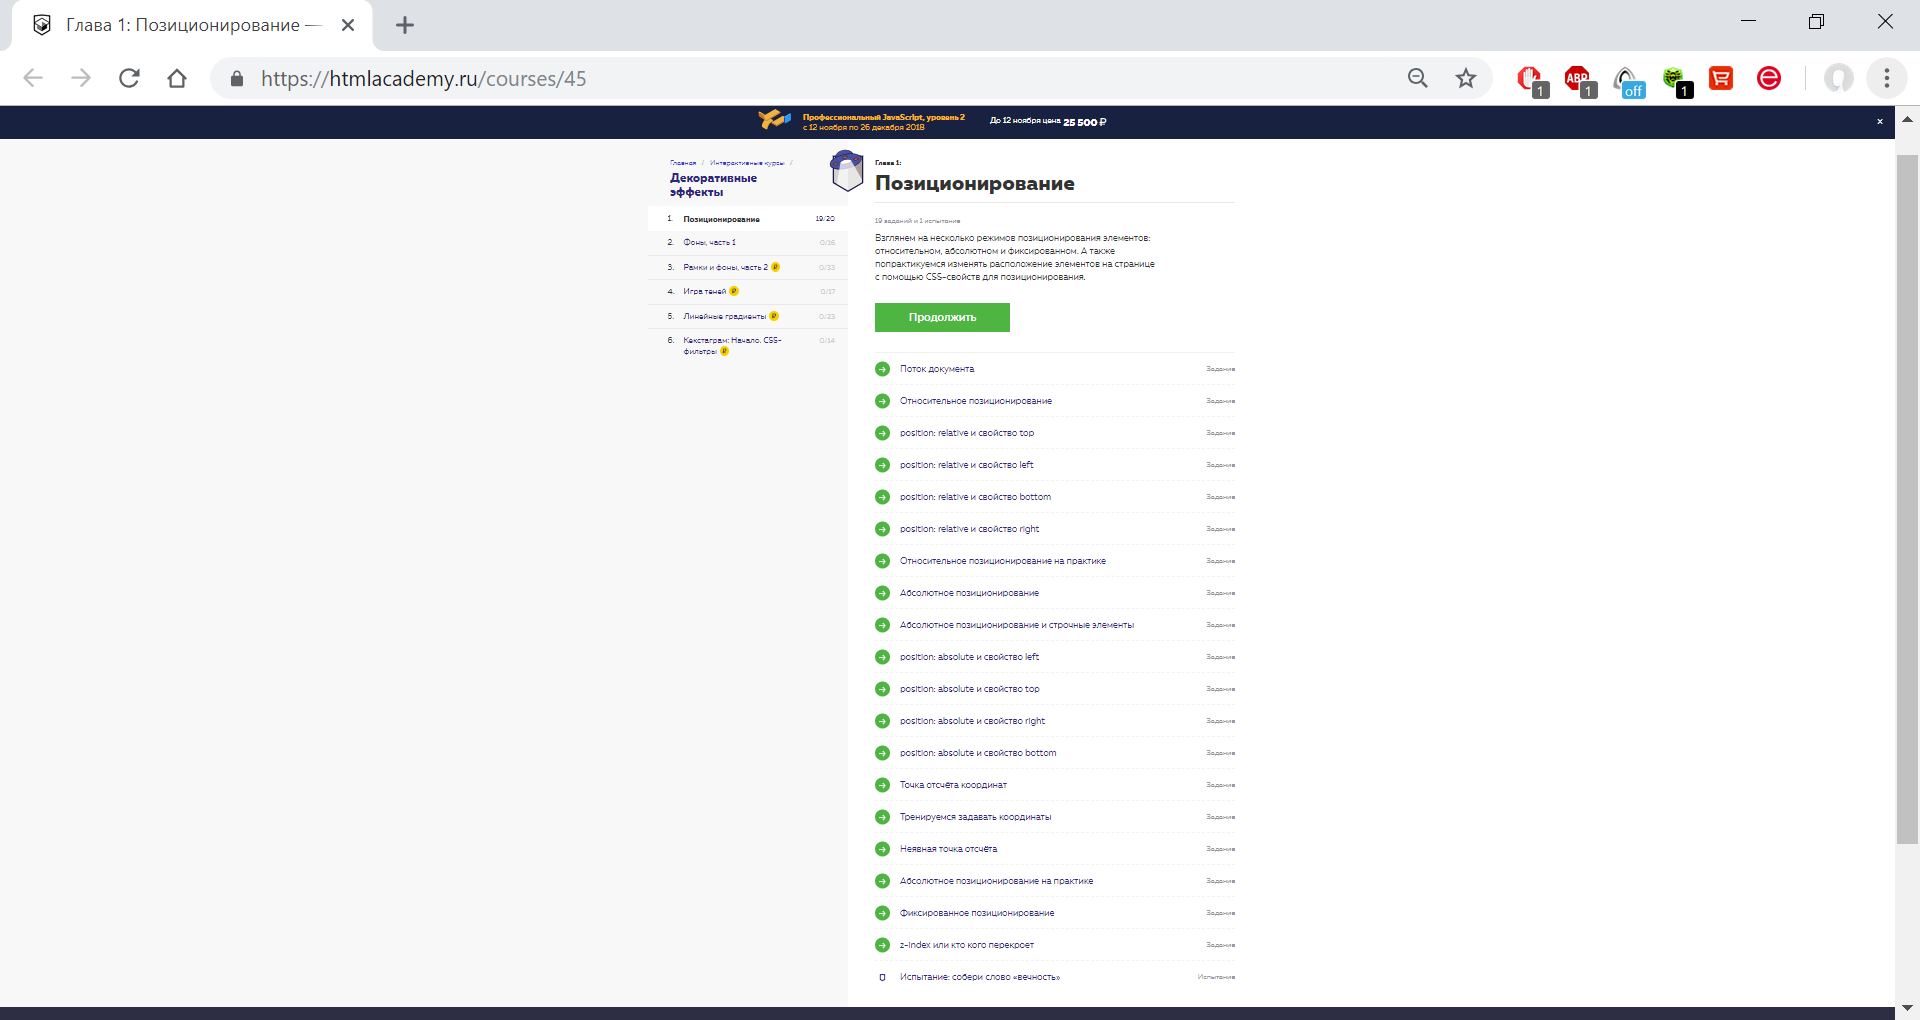 Глава 1: Позиционирование —
https://htmlacademy.ru/courses/45
1
ABP
1
off
1
Профессиональный JavaScript, уровень 2
с 12 ноября по 26 декабря 2018
До 12 ноября цена 25 500 ₽
Главная / Интерактивные курсы /
Декоративные
эффекты
1. Позиционирование 19/20
2. Фоны, часть 1 0/16
3. Рамки и фоны, часть 2 ₽ 0/33
4. Игра теней ₽ 0/17
5. Линейные градиенты ₽ 0/23
6. Кекстаграм: Начало. CSS-
фильтры ₽ 0/14
Глава 1:
Позиционирование
19 заданий и 1 испытание
Взглянем на несколько режимов позиционирования элементов:
относительном, абсолютном и фиксированном. А также
попрактикуемся изменять расположение элементов на странице
с помощью CSS-свойств для позиционирования.
Продолжить
Поток документа Задание
Относительное позиционирование Задание
position: relative и свойство top Задание
position: relative и свойство left Задание
position: relative и свойство bottom Задание
position: relative и свойство right Задание
Относительное позиционирование на практике Задание
Абсолютное позиционирование Задание
Абсолютное позиционирование и строчные элементы Задание
position: absolute и свойство left Задание
position: absolute и свойство top Задание
position: absolute и свойство right Задание
position: absolute и свойство bottom Задание
Точка отсчёта координат Задание
Тренируемся задавать координаты Задание
Неявная точка отсчёта Задание
Абсолютное позиционирование на практике Задание
Фиксированное позиционирование Задание
z-index или кто кого перекроет Задание
Испытание: собери слово «вечность» Испытание